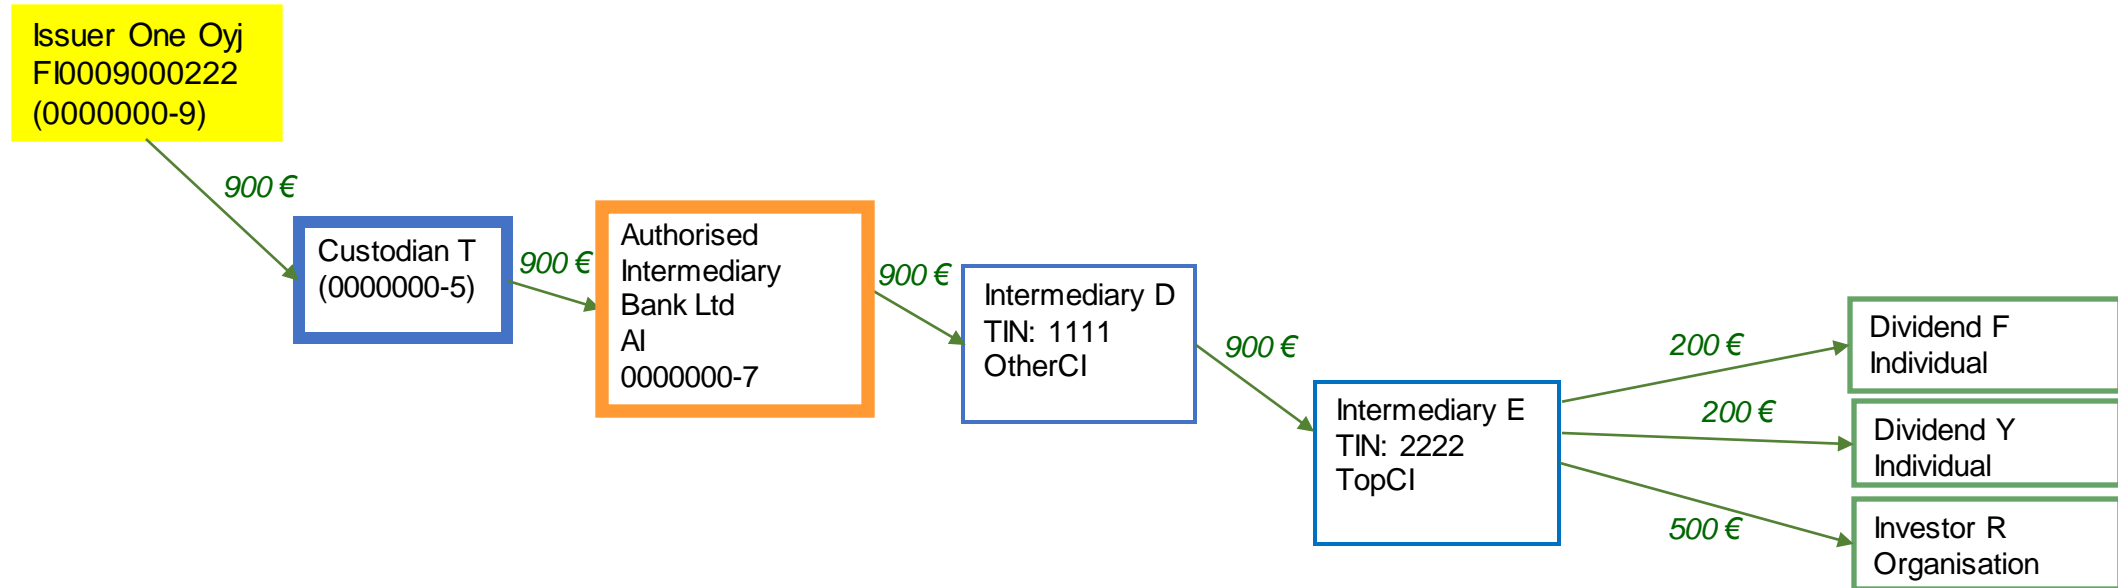 Issuer One Oyj
FI0009000222
(0000000-9)
900 €
Custodian T
(0000000-5)
900 €
Authorised
Intermediary
Bank Ltd
AI
0000000-7
900 €
Intermediary D
TIN: 1111
OtherCI
900 €
Intermediary E
TIN: 2222
TopCI
200 €
Dividend F
Individual
200 €
Dividend Y
Individual
500 €
Investor R
Organisation